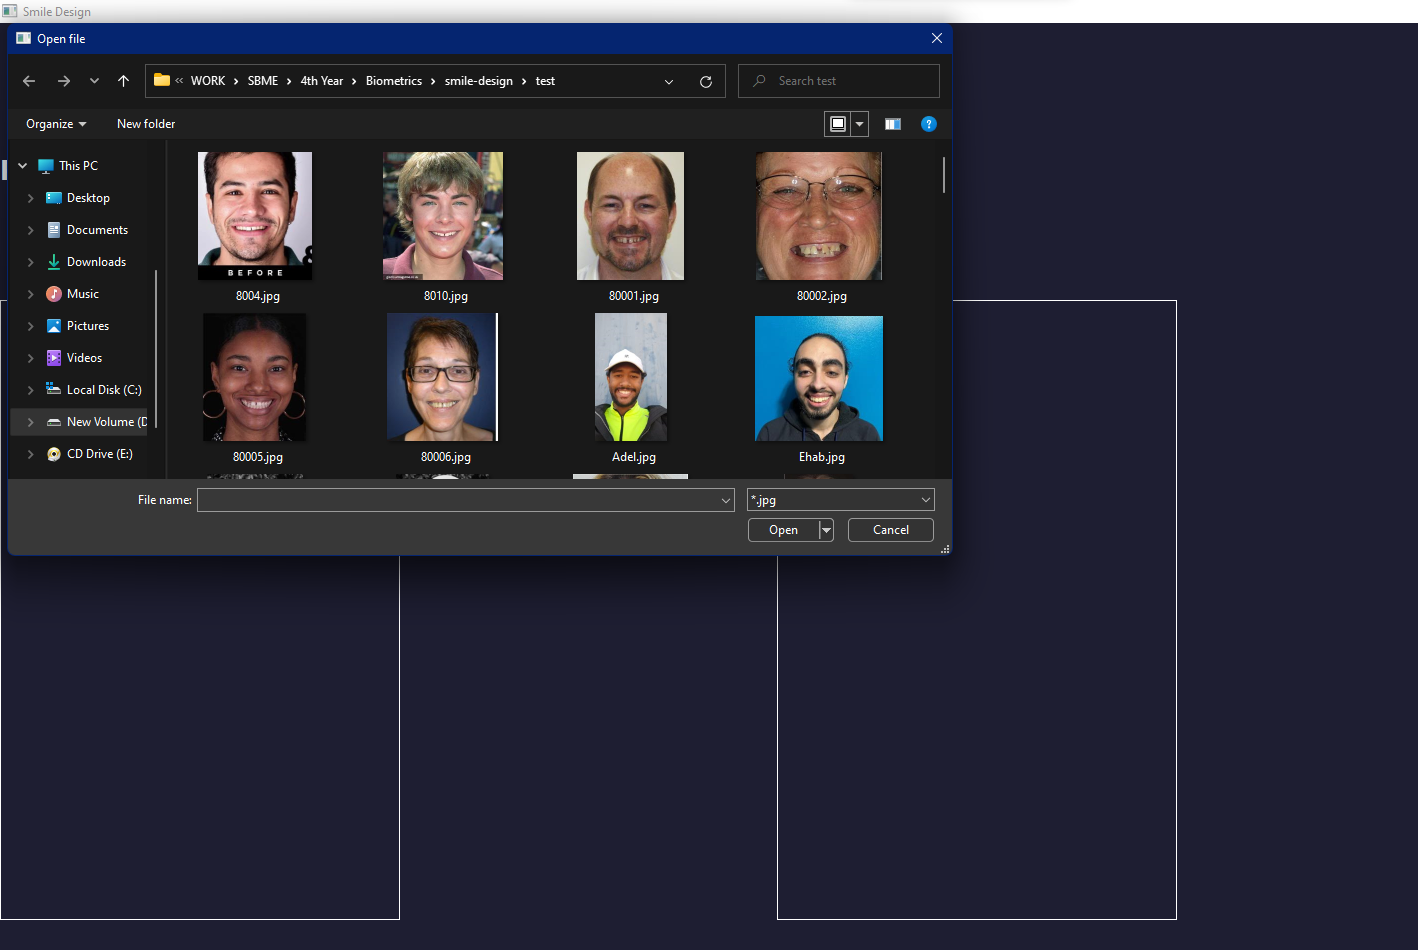 Smile Design
Open file
« WORK > SBME > 4th Year > Biometrics > smile-design > test
Search test
Organize
New folder
This PC
Desktop
Documents
Downloads
Music
Pictures
Videos
Local Disk (C:)
New Volume (D
CD Drive (E:)
BEFORE
8004.jpg
8010.jpg
80001.jpg
80002.jpg
80005.jpg
80006.jpg
Adel.jpg
Ehab.jpg
File name:
*.jpg
Open
Cancel